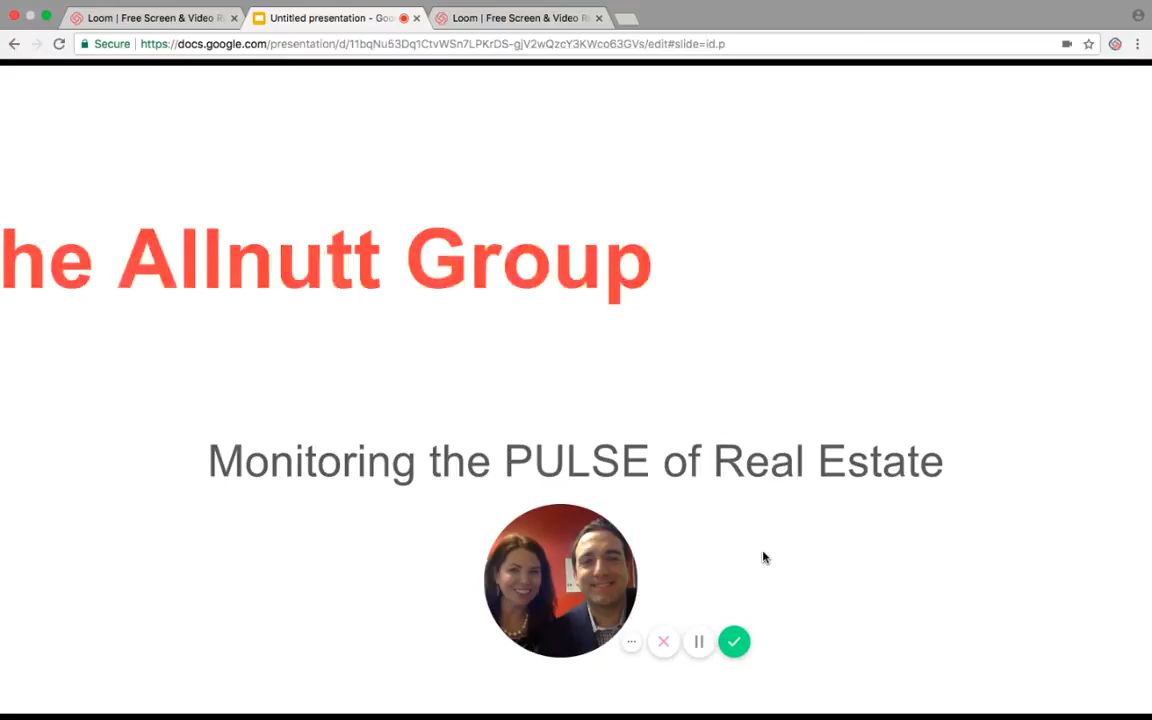 Loom | Free Screen & Video R
Untitled presentation - Goo
Loom | Free Screen & Video R
Secure
https://docs.google.com/presentation/d/11bqNu53Dq1CtvWSn7LPKrDS-gjV2wQzcY3KWco63GVs/edit#slide=id.p
he Allnutt Group
Monitoring the PULSE of Real Estate